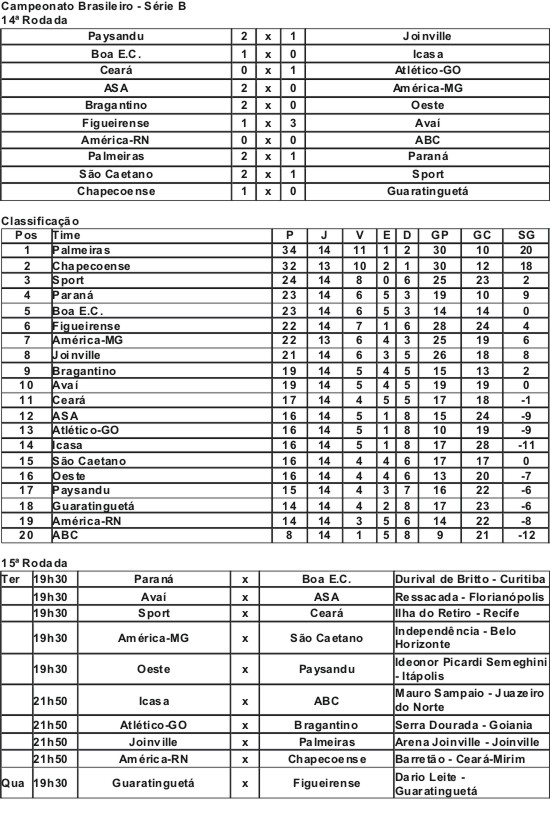 Campeonato Brasileiro - Série B
14ª Rodada
Paysandu 2 x 1 Joinville
Boa E.C. 1 x 0 Icasa
Ceará 0 x 1 Atlético-GO
ASA 2 x 0 América-MG
Bragantino 2 x 0 Oeste
Figueirense 1 x 3 Avaí
América-RN 0 x 0 ABC
Palmeiras 2 x 1 Paraná
São Caetano 2 x 1 Sport
Chapecoense 1 x 0 Guaratinguetá
Classificação
Pos Time P J V E D GP GC SG
1 Palmeiras 34 14 11 1 2 30 10 20
2 Chapecoense 32 13 10 2 1 30 12 18
3 Sport 24 14 8 0 6 25 23 2
4 Paraná 23 14 6 5 3 19 10 9
5 Boa E.C. 23 14 6 5 3 14 14 0
6 Figueirense 22 14 7 1 6 28 24 4
7 América-MG 22 13 6 4 3 25 19 6
8 Joinville 21 14 6 3 5 26 18 8
9 Bragantino 19 14 5 4 5 15 13 2
10 Avaí 19 14 5 4 5 19 19 0
11 Ceará 17 14 4 5 5 17 18 -1
12 ASA 16 14 5 1 8 15 24 -9
13 Atlético-GO 16 14 5 1 8 10 19 -9
14 Icasa 16 14 5 1 8 17 28 -11
15 São Caetano 16 14 4 4 6 17 17 0
16 Oeste 16 14 4 4 6 13 20 -7
17 Paysandu 15 14 4 3 7 16 22 -6
18 Guaratinguetá 14 14 4 2 8 17 23 -6
19 América-RN 14 14 3 5 6 14 22 -8
20 ABC 8 14 1 5 8 9 21 -12
15ª Rodada
Ter 19h30 Paraná x Boa E.C. Durival de Britto - Curitiba
19h30 Avaí x ASA Ressacada - Florianópolis
19h30 Sport x Ceará Ilha do Retiro - Recife
19h30 América-MG x São Caetano Independência - Belo
Horizonte
19h30 Oeste x Paysandu Ideonor Picardi Semeghini
- Itápolis
21h50 Icasa x ABC Mauro Sampaio - Juazeiro
do Norte
21h50 Atlético-GO x Bragantino Serra Dourada - Goiania
21h50 Joinville x Palmeiras Arena Joinville - Joinville
21h50 América-RN x Chapecoense Barretão - Ceará-Mirim
Qua 19h30 Guaratinguetá x Figueirense Dario Leite -
Guaratinguetá